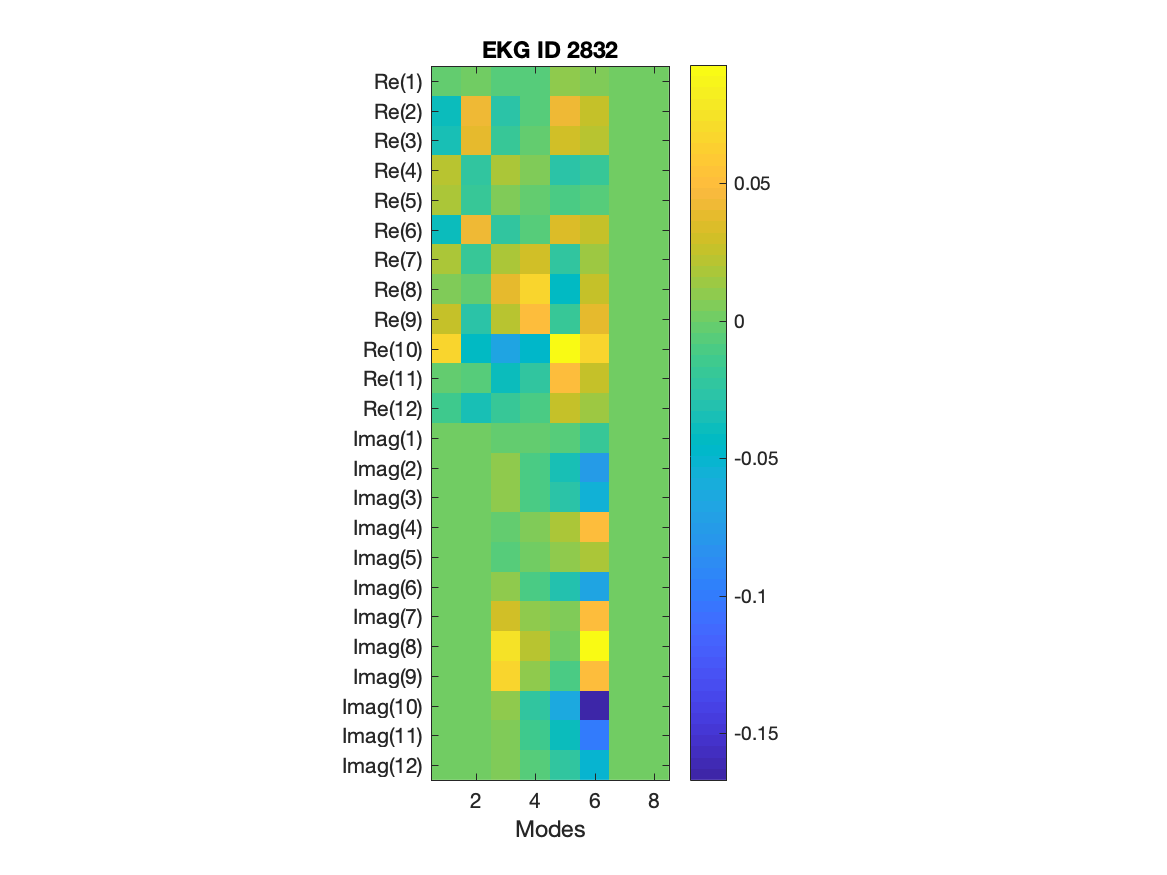 EKG ID 2832
Re(1)
Re(2)
Re(3)
Re(4)
Re(5)
Re(6)
Re(7)
Re(8)
Re(9)
Re(10)
Re(11)
Re(12)
Imag(1)
Imag(2)
Imag(3)
Imag(4)
Imag(5)
Imag(6)
Imag(7)
Imag(8)
Imag(9)
Imag(10)
Imag(11)
Imag(12)
2 4 6 8
Modes
0.05
0
-0.05
-0.1
-0.15